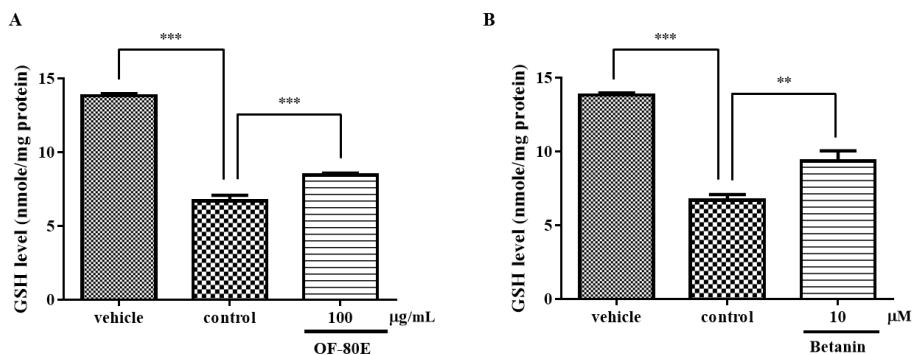 A
GSH level (nmole/mg protein)
15
10
5
0
***
***
vehicle control 100 μg/mL
OF-80E
B
GSH level (nmole/mg protein)
15
10
5
0
***
**
vehicle control 10 μM
Betanin